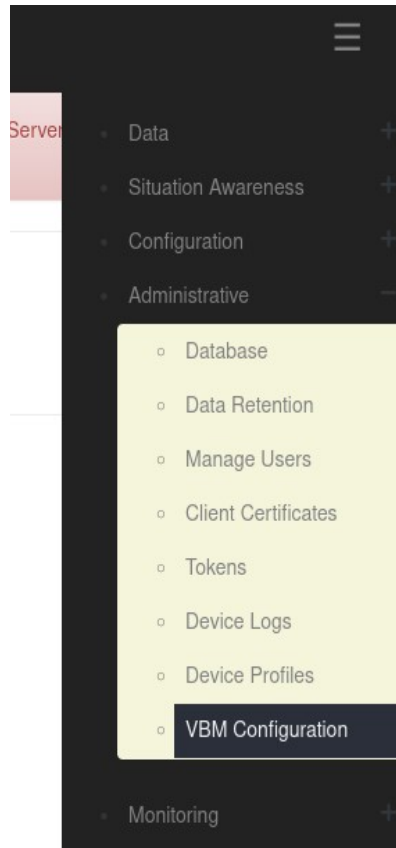 Server
Data
Situation Awareness
Configuration
Administrative
Database
Data Retention
Manage Users
Client Certificates
Tokens
Device Logs
Device Profiles
VBM Configuration
Monitoring